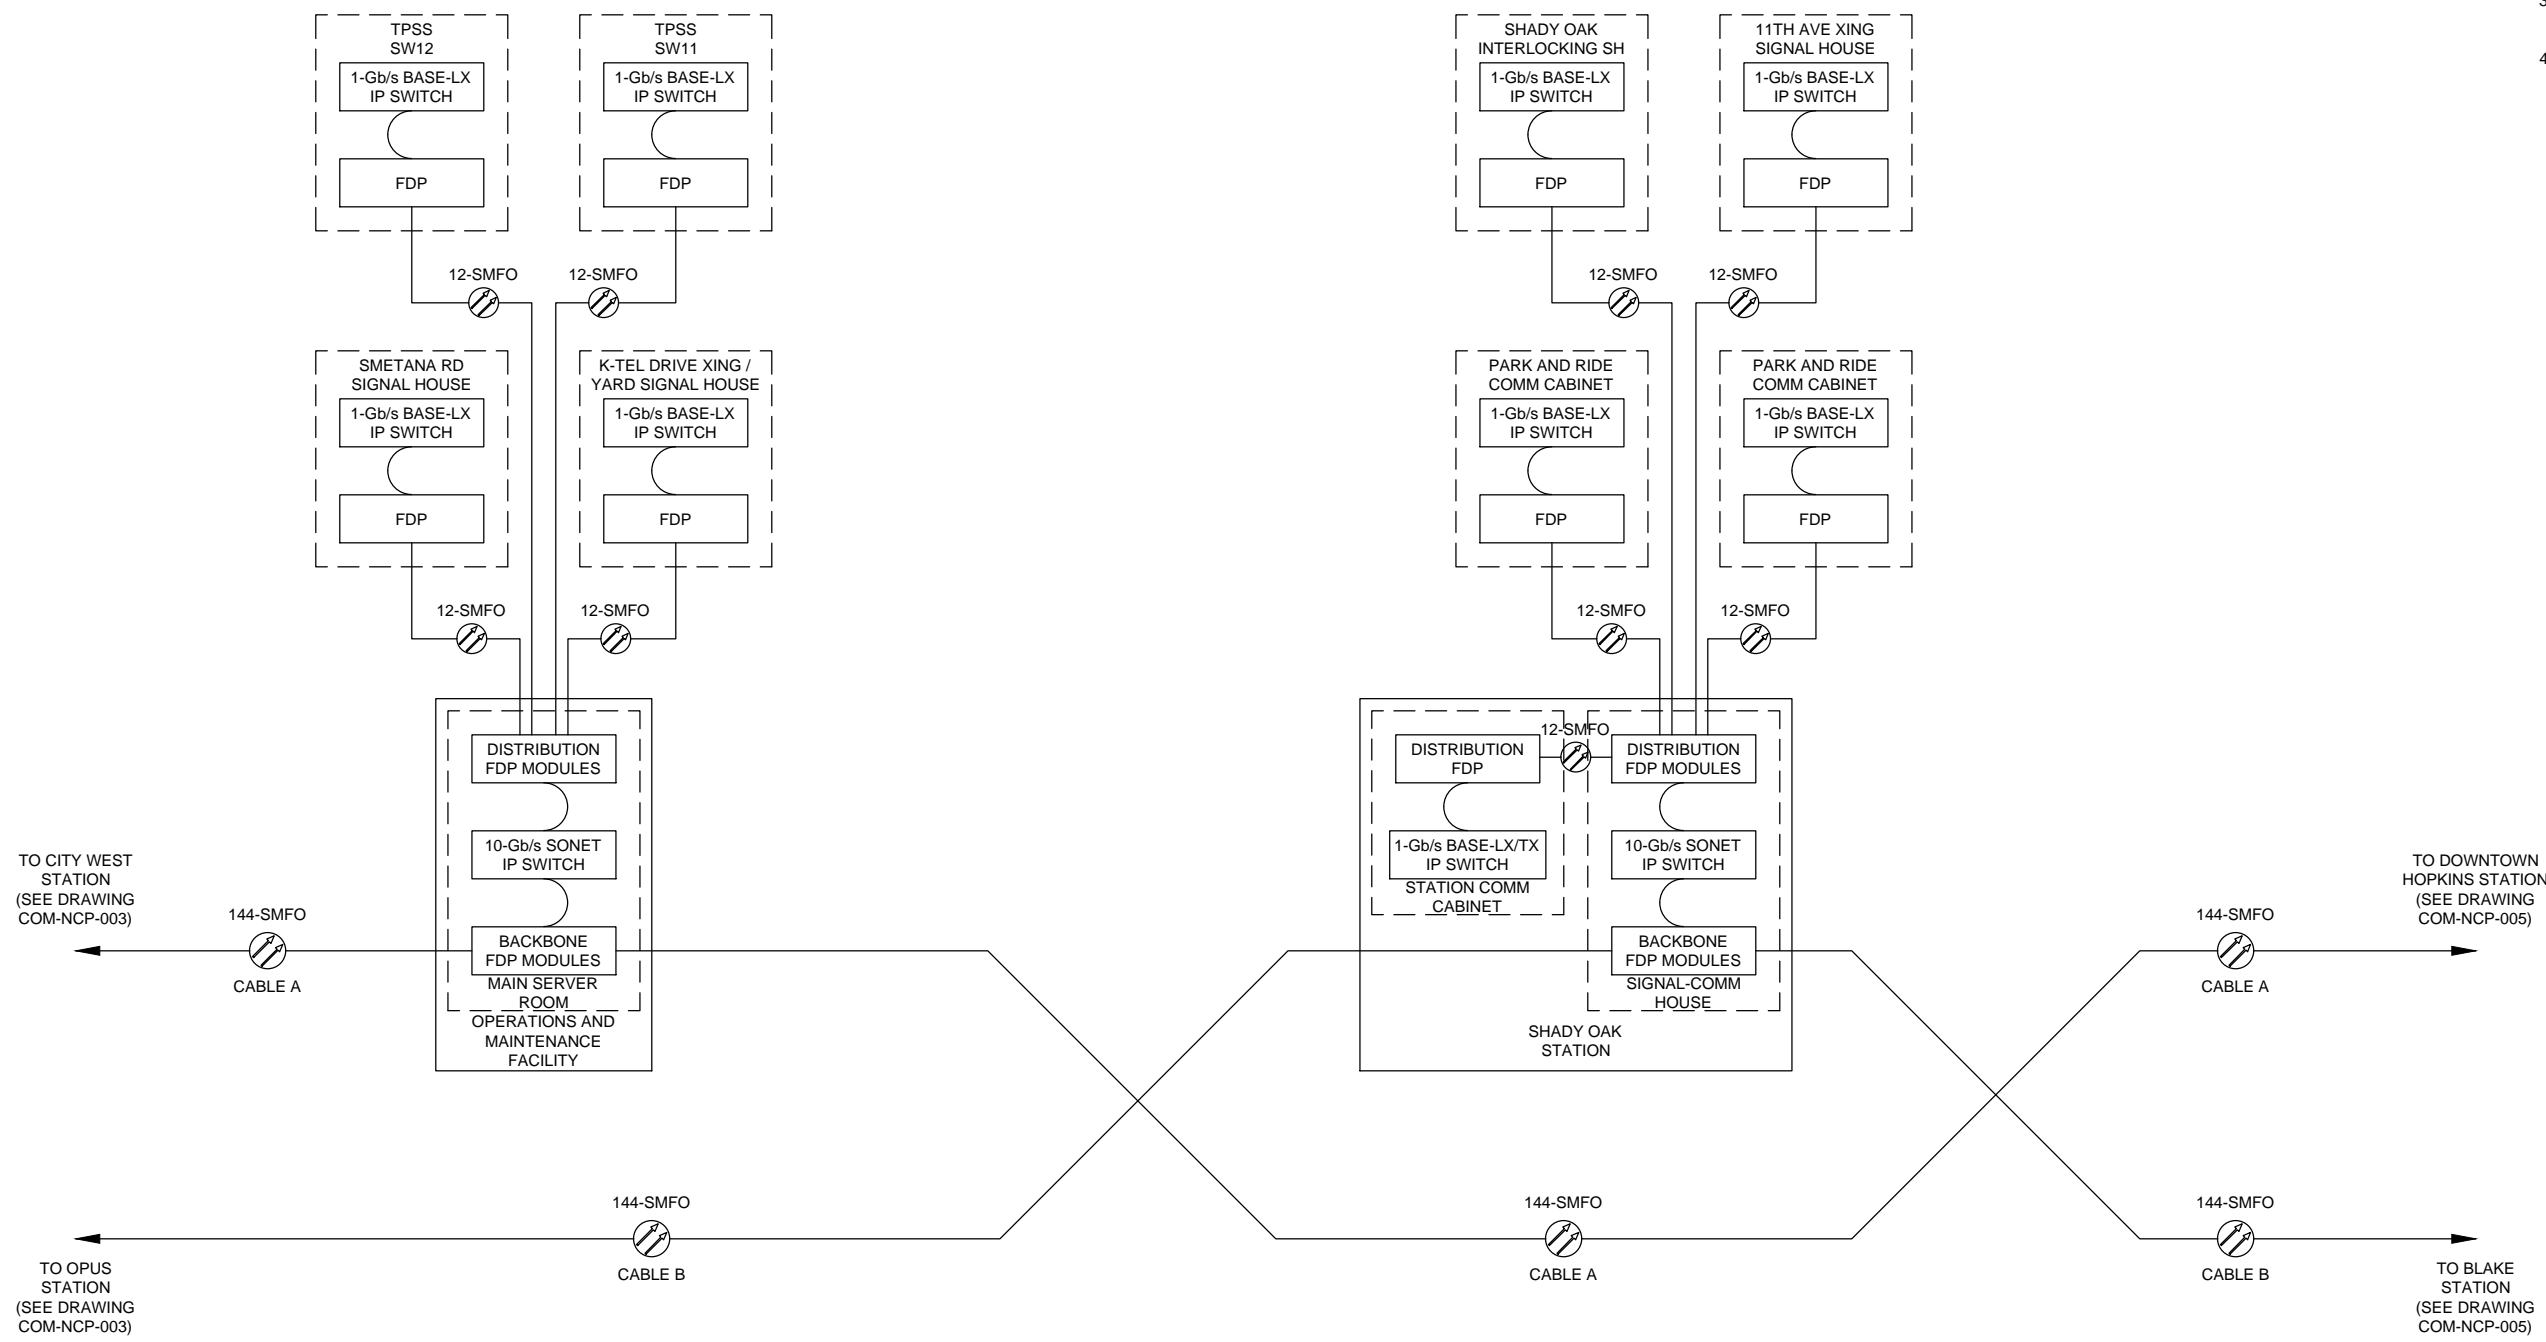 3
4
TPSS
SW12
1-Gb/s BASE-LX
IP SWITCH
FDP
12-SMFO
TPSS
SW11
1-Gb/s BASE-LX
IP SWITCH
FDP
12-SMFO
SHADY OAK
INTERLOCKING SH
1-Gb/s BASE-LX
IP SWITCH
FDP
12-SMFO
11TH AVE XING
SIGNAL HOUSE
1-Gb/s BASE-LX
IP SWITCH
FDP
12-SMFO
SMETANA RD
SIGNAL HOUSE
1-Gb/s BASE-LX
IP SWITCH
FDP
12-SMFO
K-TEL DRIVE XING /
YARD SIGNAL HOUSE
1-Gb/s BASE-LX
IP SWITCH
FDP
12-SMFO
PARK AND RIDE
COMM CABINET
1-Gb/s BASE-LX
IP SWITCH
FDP
12-SMFO
PARK AND RIDE
COMM CABINET
1-Gb/s BASE-LX
IP SWITCH
FDP
12-SMFO
DISTRIBUTION
FDP MODULES
10-Gb/s SONET
IP SWITCH
BACKBONE
FDP MODULES
MAIN SERVER
ROOM
OPERATIONS AND
MAINTENANCE
FACILITY
DISTRIBUTION
FDP
1-Gb/s BASE-LX/TX
IP SWITCH
STATION COMM
CABINET
12-SMFO
DISTRIBUTION
FDP MODULES
10-Gb/s SONET
IP SWITCH
BACKBONE
FDP MODULES
SIGNAL-COMM
HOUSE
SHADY OAK
STATION
TO CITY WEST
STATION
(SEE DRAWING
COM-NCP-003)
144-SMFO
CABLE A
TO DOWNTOWN
HOPKINS STATION
(SEE DRAWING
COM-NCP-005)
144-SMFO
CABLE A
144-SMFO
CABLE B
144-SMFO
CABLE A
144-SMFO
CABLE B
TO OPUS
STATION
(SEE DRAWING
COM-NCP-003)
TO BLAKE
STATION
(SEE DRAWING
COM-NCP-005)